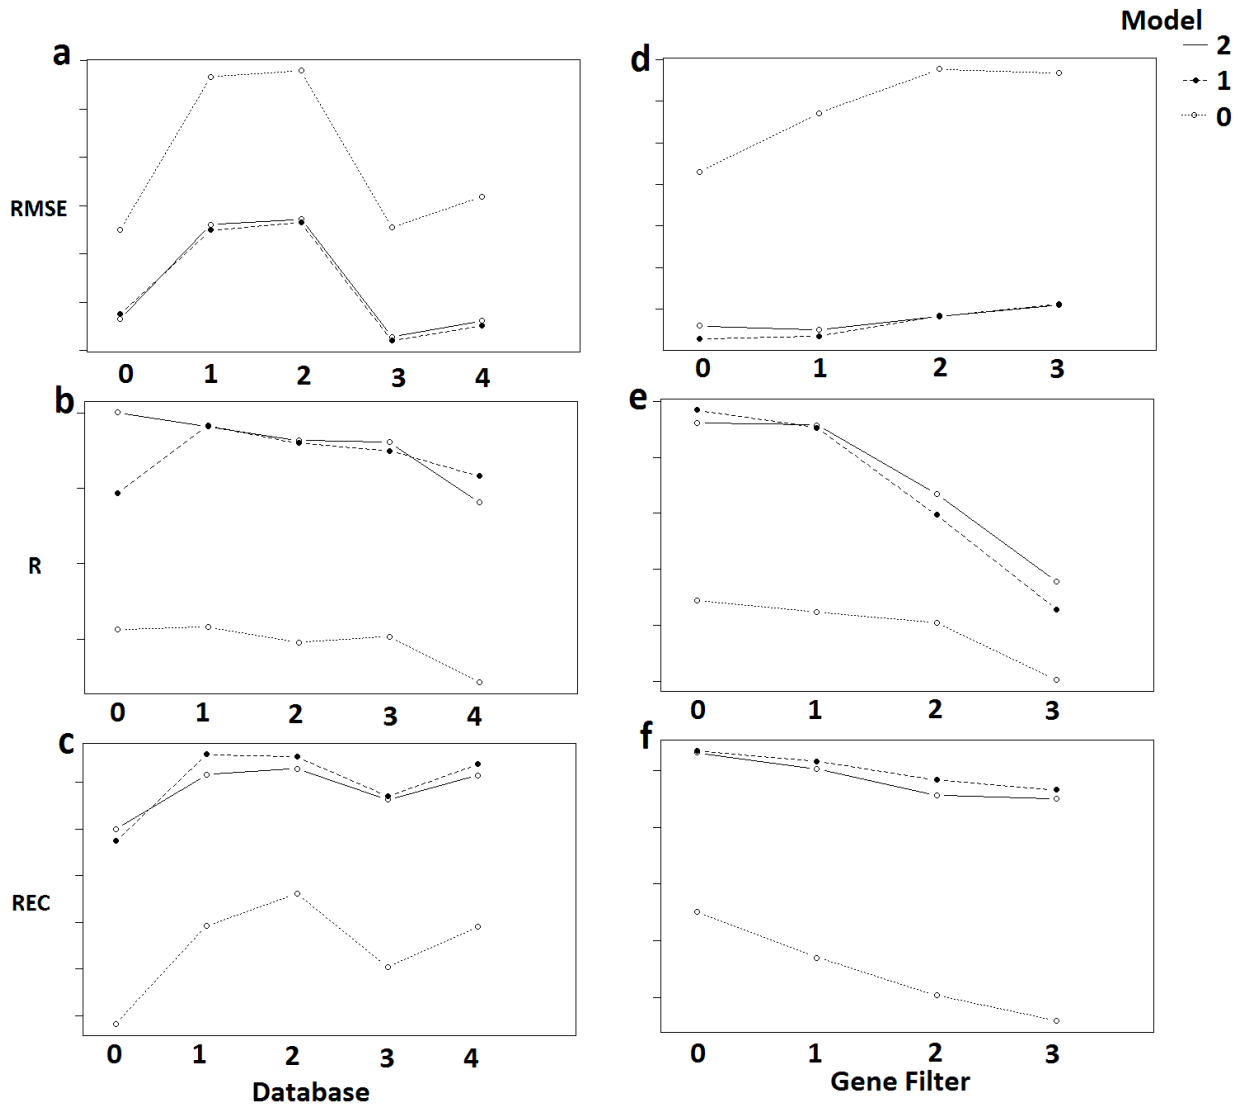 Model
2
1
0
a
RMSE
0 1 2 3 4
d
0 1 2 3
b
R
0 1 2 3 4
e
0 1 2 3
c
REC
0 1 2 3 4
Database
f
0 1 2 3
Gene Filter